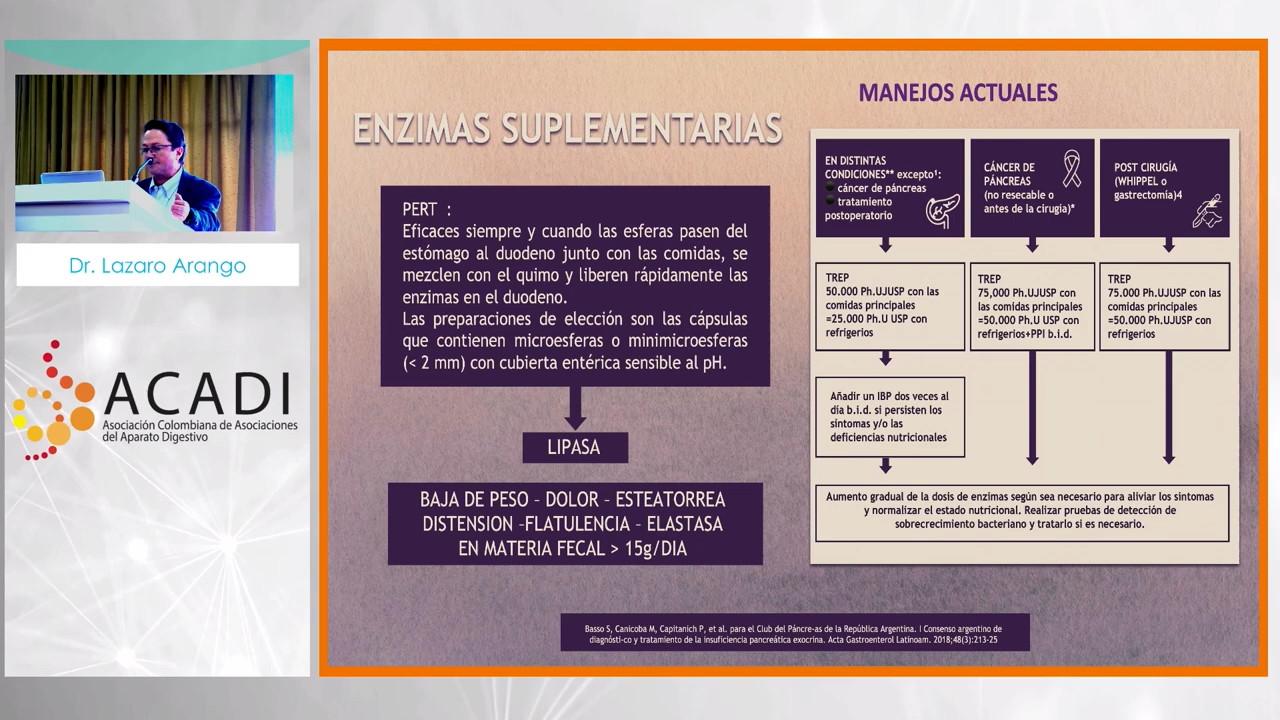 Dr. Lazaro Arango
ACADI
Asociación Colombiana de Asociaciones
del Aparato Digestivo
ENZIMAS SUPLEMENTARIAS
PERT :
Eficaces siempre y cuando las esferas pasen del
estómago al duodeno junto con las comidas, se
mezclen con el quimo y liberen rápidamente las
enzimas en el duodeno.
Las preparaciones de elección son las cápsulas
que contienen microesferas o minimicroesferas
(< 2 mm) con cubierta entérica sensible al pH.
LIPASA
BAJA DE PESO - DOLOR - ESTEATORREA
DISTENSION -FLATULENCIA - ELASTASA
EN MATERIA FECAL > 15g/DIA
MANEJOS ACTUALES
EN DISTINTAS
CONDICIONES** excepto¹:
cáncer de páncreas
tratamiento
postoperatorio
CÁNCER DE
PÁNCREAS
(no resecable o
antes de la cirugía)*
POST CIRUGÍA
(WHIPPEL o
gastrectomía)4
TREP
50.000 Ph.UJUSP con las
comidas principales
=25.000 Ph.U USP con
refrigerios
TREP
75,000 Ph.UJUSP con
las comidas principales
=50.000 Ph.U USP con
refrigerios+PPI b.i.d.
TREP
75.000 Ph.UJUSP con las
comidas principales
=50.000 Ph.UJUSP con
refrigerios
Añadir un IBP dos veces al
día b.i.d. si persisten los
síntomas y/o las
deficiencias nutricionales
Aumento gradual de la dosis de enzimas según sea necesario para aliviar los síntomas
y normalizar el estado nutricional. Realizar pruebas de detección de
sobrecrecimiento bacteriano y tratarlo si es necesario.
Basso S, Canicoba M, Capitanich P, et al. para el Club del Páncre-as de la República Argentina. I Consenso argentino de
diagnósti-co y tratamiento de la insuficiencia pancreática exocrina. Acta Gastroenterol Latinoam. 2018;48(3):213-25